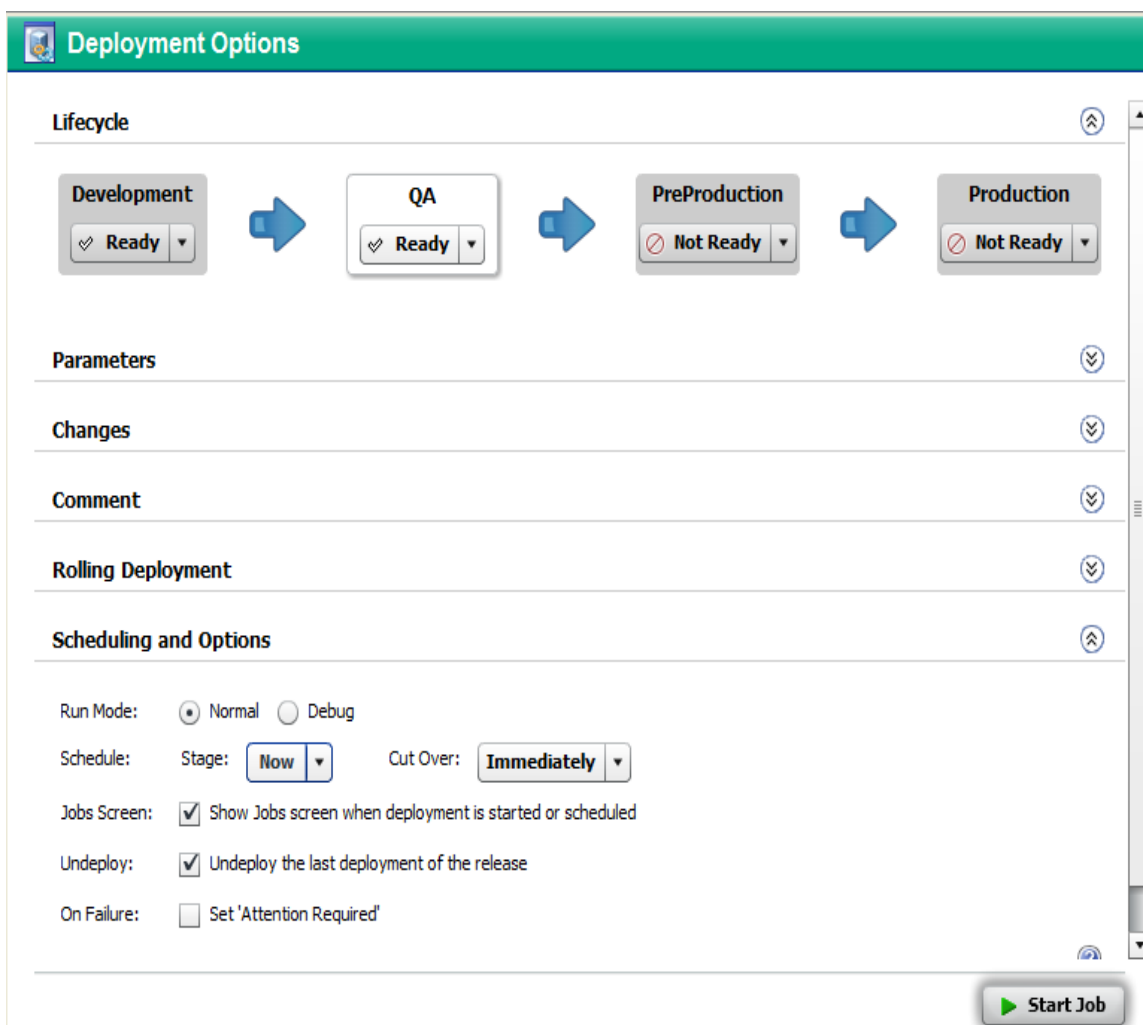 Deployment Options
Lifecycle
Development
QA
PreProduction
Production
Ready
Ready
Not Ready
Not Ready
Parameters
Changes
Comment
Rolling Deployment
Scheduling and Options
Run Mode: Normal Debug
Schedule: Stage: Now Cut Over: Immediately
Jobs Screen: Show Jobs screen when deployment is started or scheduled
Undeploy: Undeploy the last deployment of the release
On Failure: Set 'Attention Required'
Start Job